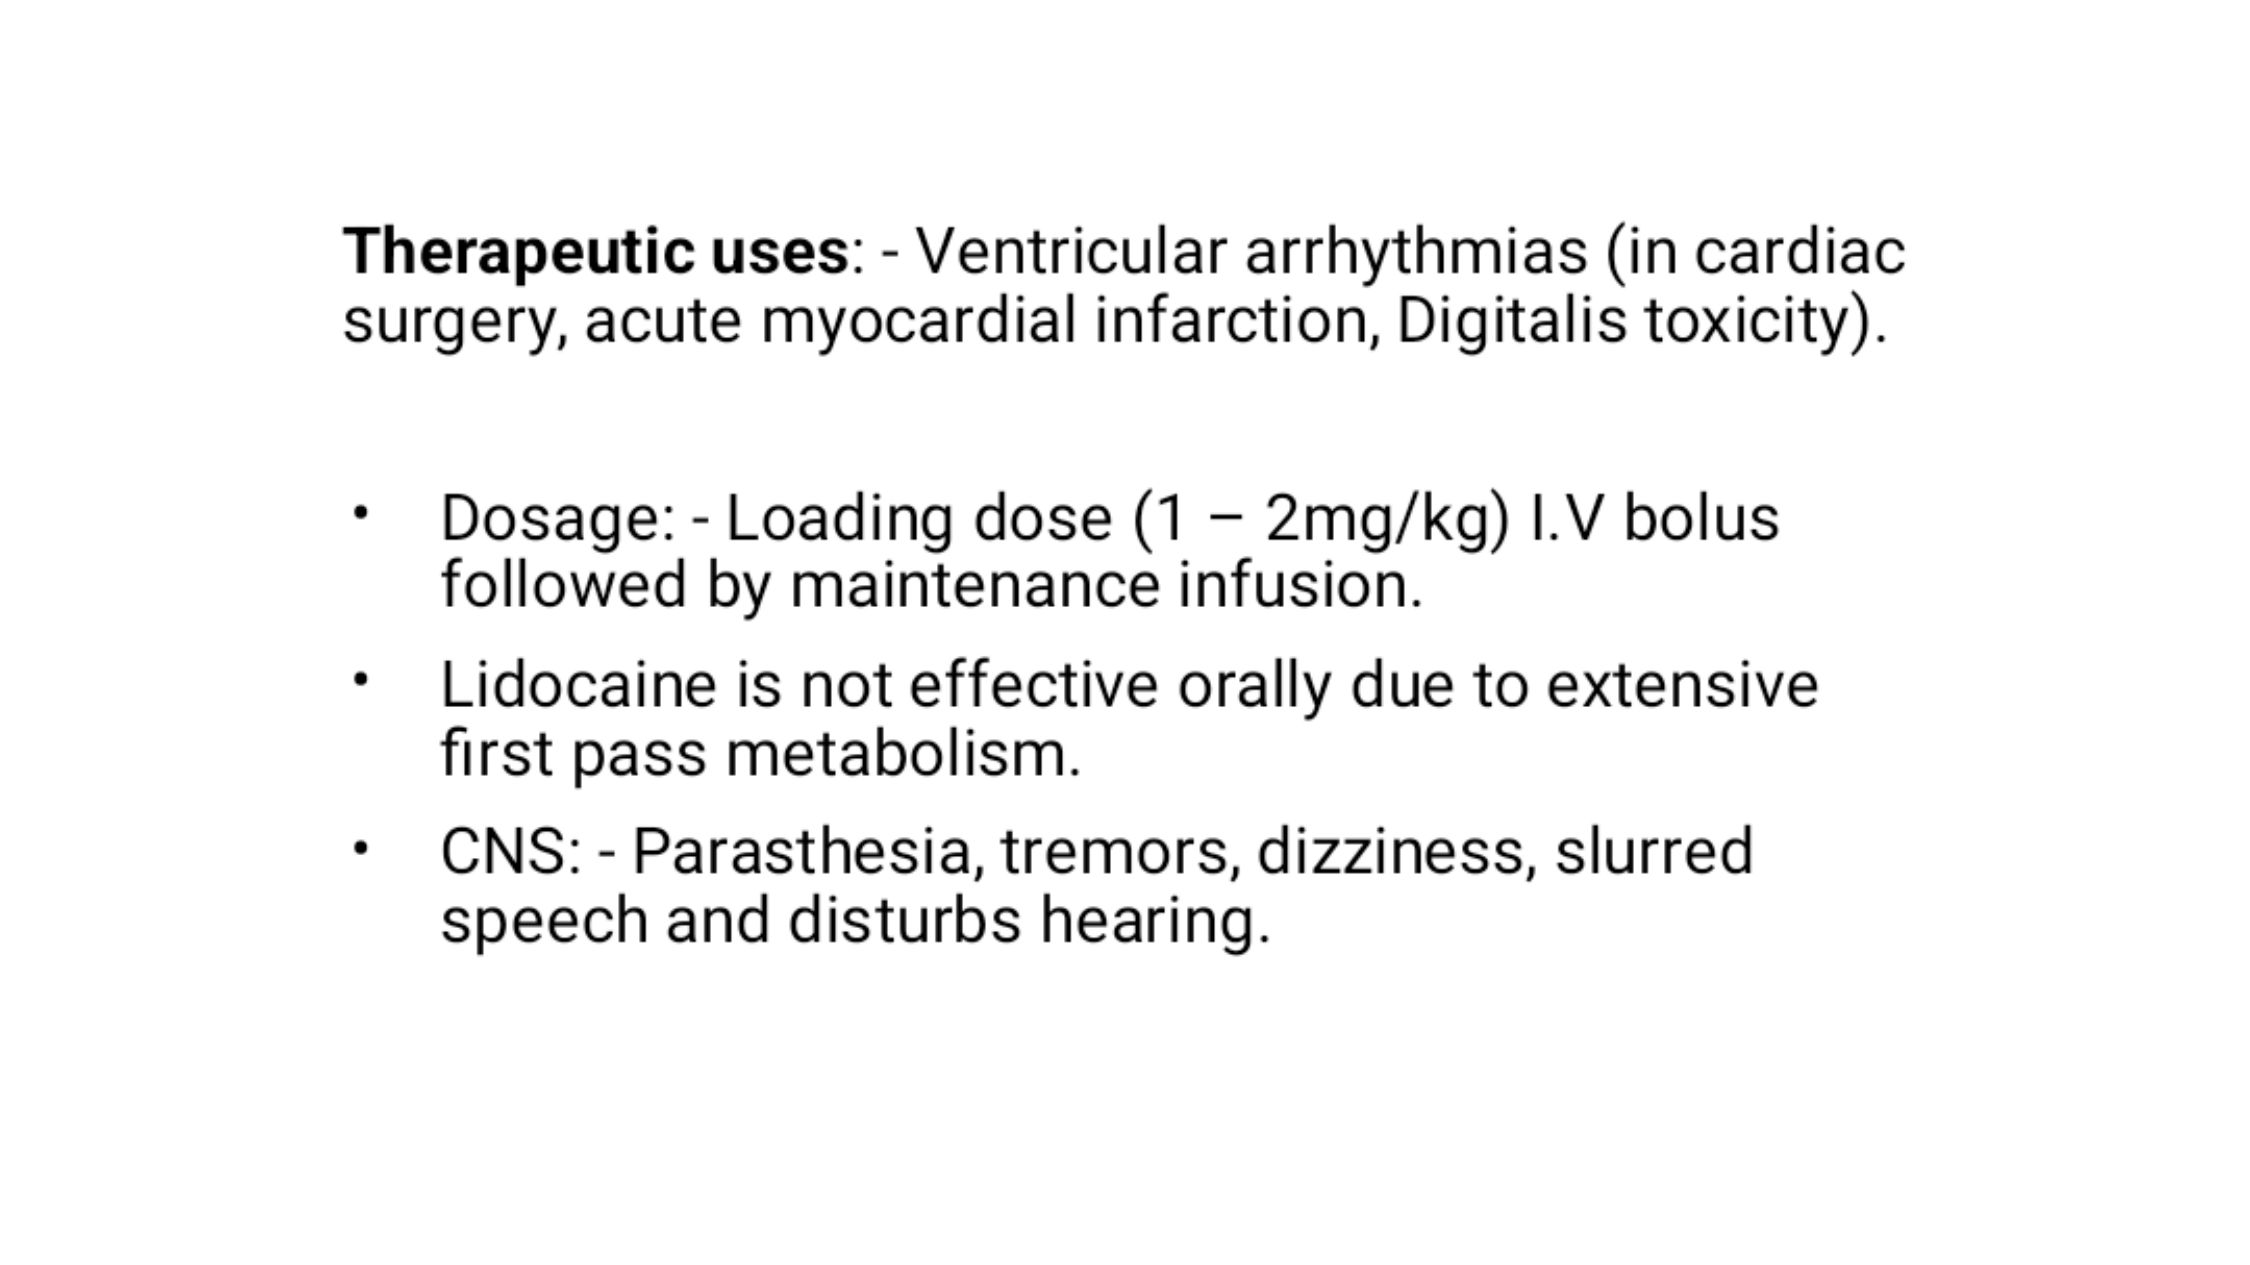 Therapeutic uses: - Ventricular arrhythmias (in cardiac
surgery, acute myocardial infarction, Digitalis toxicity).
• Dosage: - Loading dose (1 – 2mg/kg) I.V bolus
followed by maintenance infusion.
• Lidocaine is not effective orally due to extensive
first pass metabolism.
• CNS: - Parasthesia, tremors, dizziness, slurred
speech and disturbs hearing.